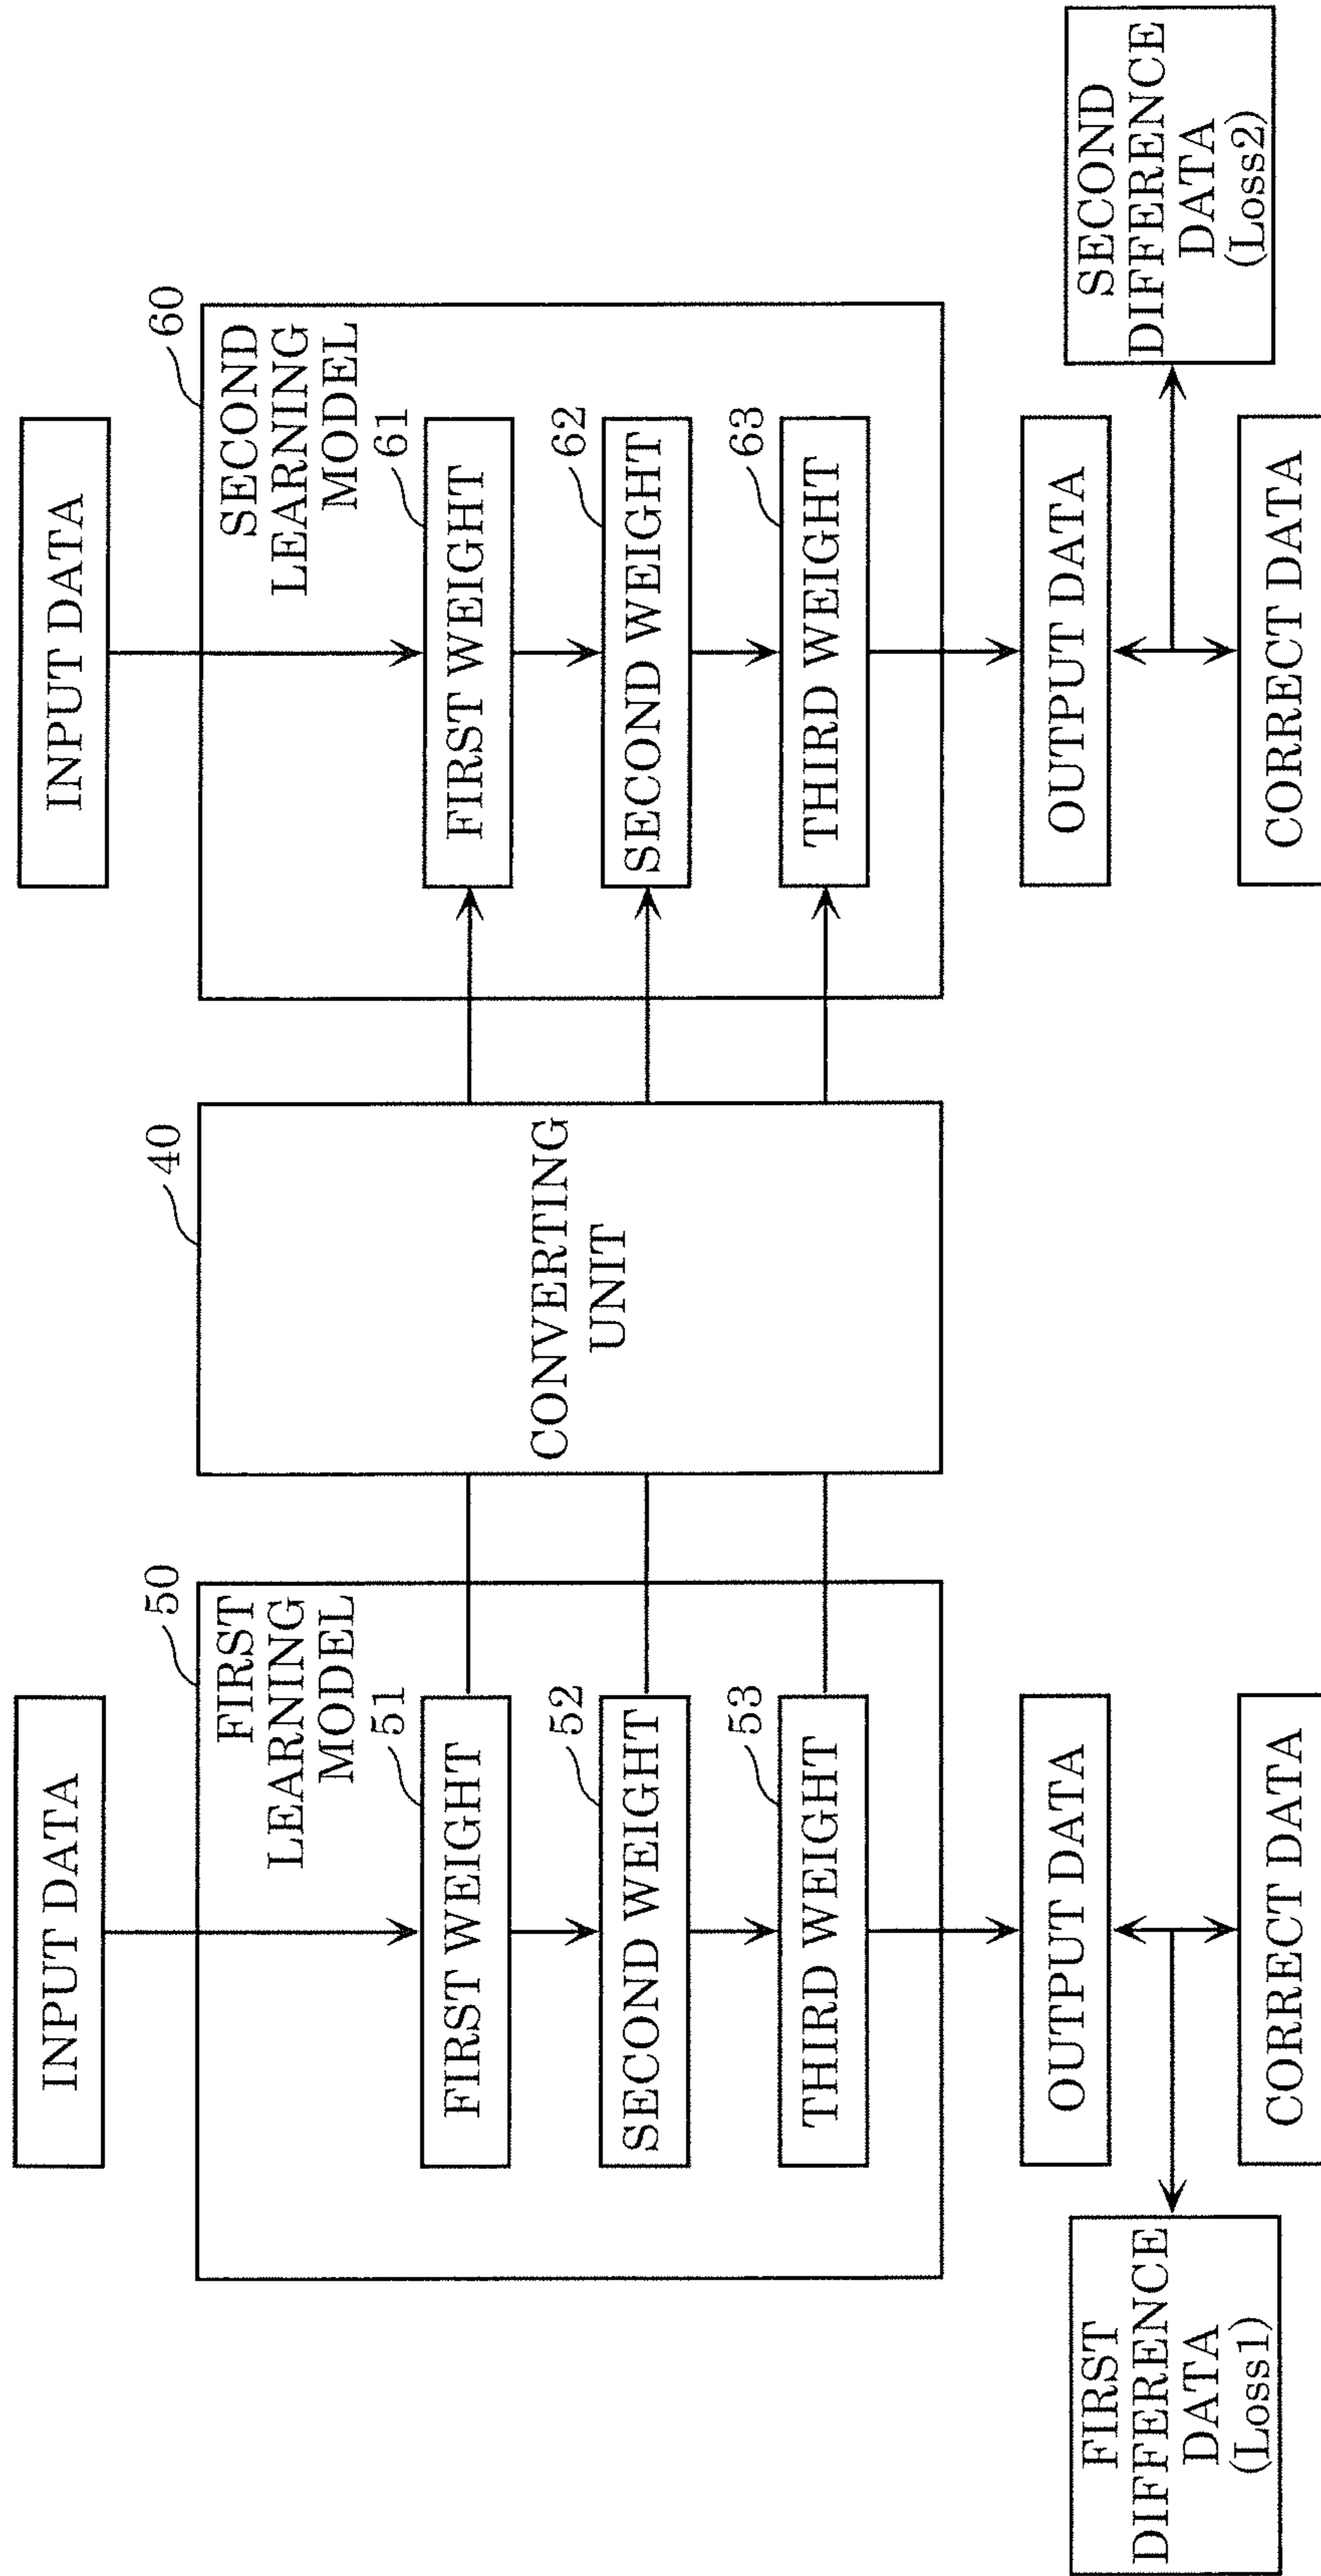 INPUT DATA
50
FIRST
LEARNING
MODEL
51
FIRST WEIGHT
52
SECOND WEIGHT
53
THIRD WEIGHT
OUTPUT DATA
FIRST
DIFFERENCE
DATA
(Loss1)
CORRECT DATA
40
CONVERTING
UNIT
INPUT DATA
60
SECOND
LEARNING
MODEL
61
FIRST WEIGHT
62
SECOND WEIGHT
63
THIRD WEIGHT
OUTPUT DATA
SECOND
DIFFERENCE
DATA
(Loss2)
CORRECT DATA